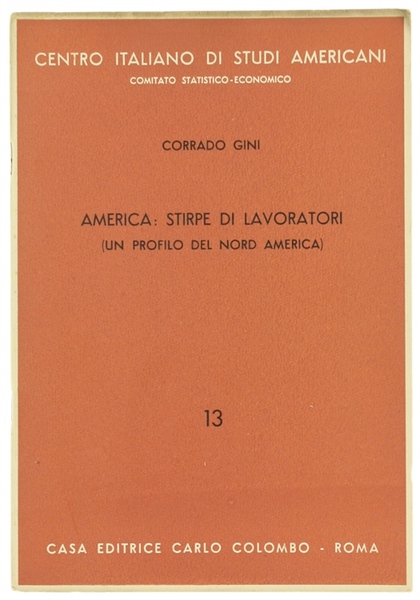 CENTRO ITALIANO DI STUDI AMERICANI
COMITATO STATISTICO-ECONOMICO
CORRADO GINI
AMERICA: STIRPE DI LAVORATORI
(UN PROFILO DEL NORD AMERICA)
13
CASA EDITRICE CARLO COLOMBO - ROMA